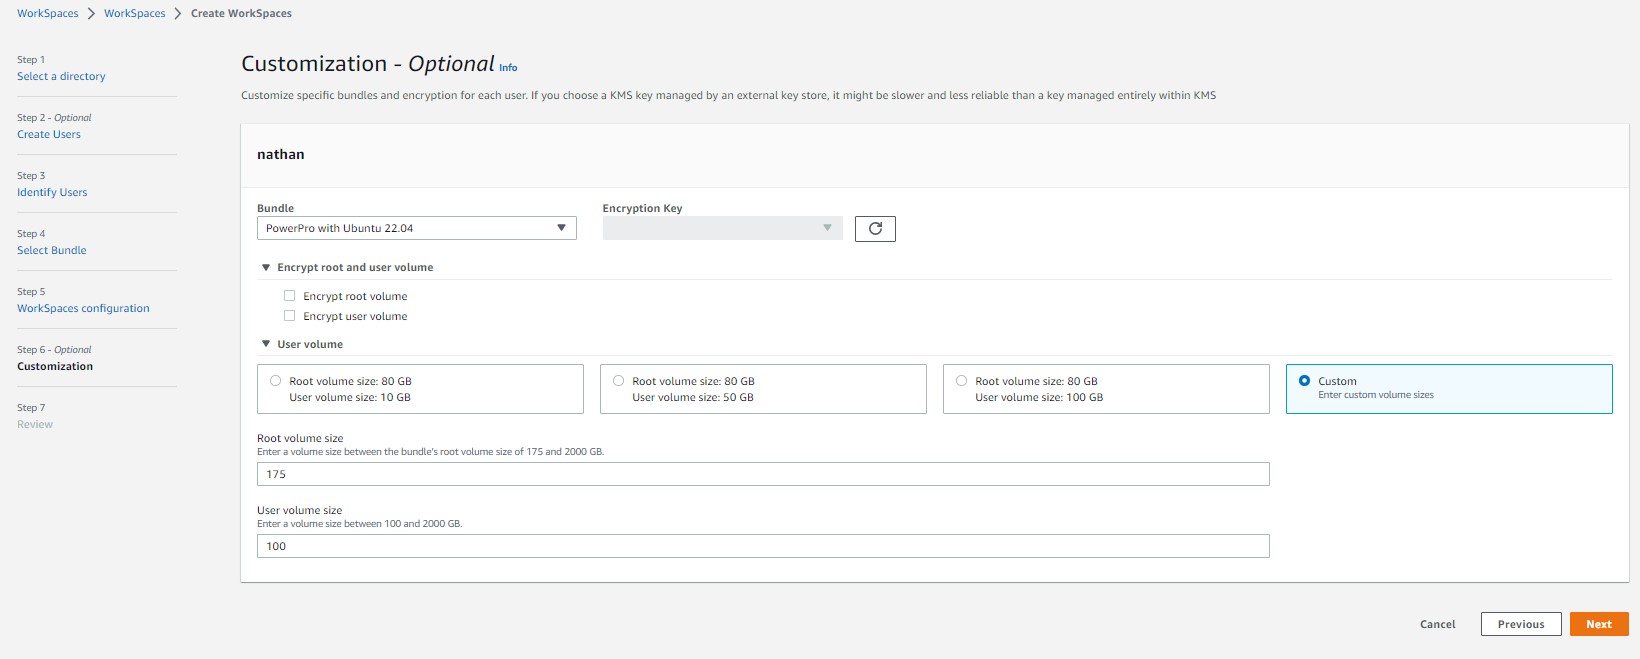 WorkSpaces > WorkSpaces > Create WorkSpaces
Step 1
Select a directory
Step 2 - Optional
Create Users
Step 3
Identify Users
Step 4
Select Bundle
Step 5
WorkSpaces configuration
Step 6 - Optional
Customization
Step 7
Review
Customization - Optional Info
Customize specific bundles and encryption for each user. If you choose a KMS key managed by an external key store, it might be slower and less reliable than a key managed entirely within KMS
nathan
Bundle
PowerPro with Ubuntu 22.04
Encryption Key
Encrypt root and user volume
Encrypt root volume
Encrypt user volume
User volume
Root volume size: 80 GB
User volume size: 10 GB
Root volume size: 80 GB
User volume size: 50 GB
Root volume size: 80 GB
User volume size: 100 GB
Custom
Enter custom volume sizes
Root volume size
Enter a volume size between the bundle's root volume size of 175 and 2000 GB.
175
User volume size
Enter a volume size between 100 and 2000 GB.
100
Cancel
Previous
Next